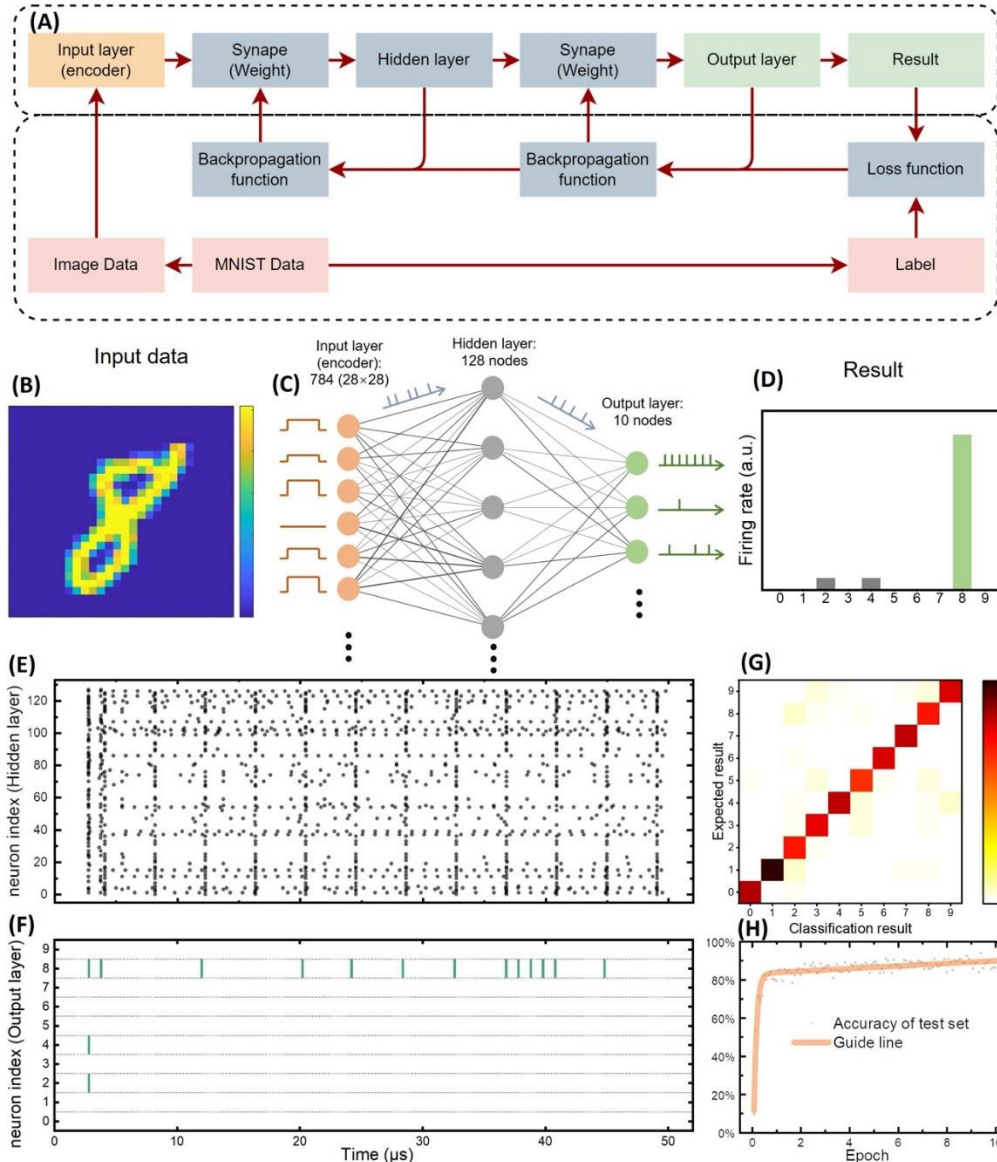 (A)
Input layer
(encoder)
Synape
(Weight)
Hidden layer
Synape
(Weight)
Output layer
Result
Backpropagation
function
Backpropagation
function
Loss function
Image Data
MNIST Data
Label
Input data
(B)
(C)
Input layer
(encoder):
784 (28×28)
Hidden layer:
128 nodes
Output layer:
10 nodes
(D)
Result
Firing rate (a.u.)
0 1 2 3 4 5 6 7 8 9
(E)
neuron index (Hidden layer)
120
100
80
60
40
20
0
(F)
neuron index (Output layer)
9
8
7
6
5
4
3
2
1
0
0 10 20 30 40 50
Time (µs)
(G)
Expected result
9
8
7
6
5
4
3
2
1
0
0 1 2 3 4 5 6 7 8 9
Classification result
(H)
100%
80%
60%
40%
20%
0%
Accuracy of test set
Guide line
0 2 4 6 8 10
Epoch